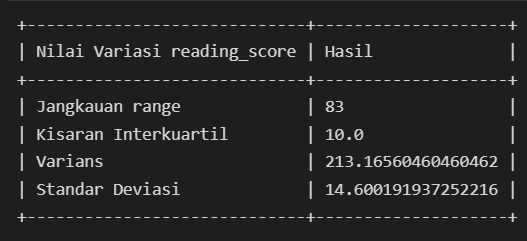 +----------------------------+--------------------+
| Nilai Variasi reading_score | Hasil |
+----------------------------+--------------------+
| Jangkauan range | 83 |
| Kisaran Interkuartil | 10.0 |
| Varians | 213.16560460460462 |
| Standar Deviasi | 14.600191937252216 |
+----------------------------+--------------------+